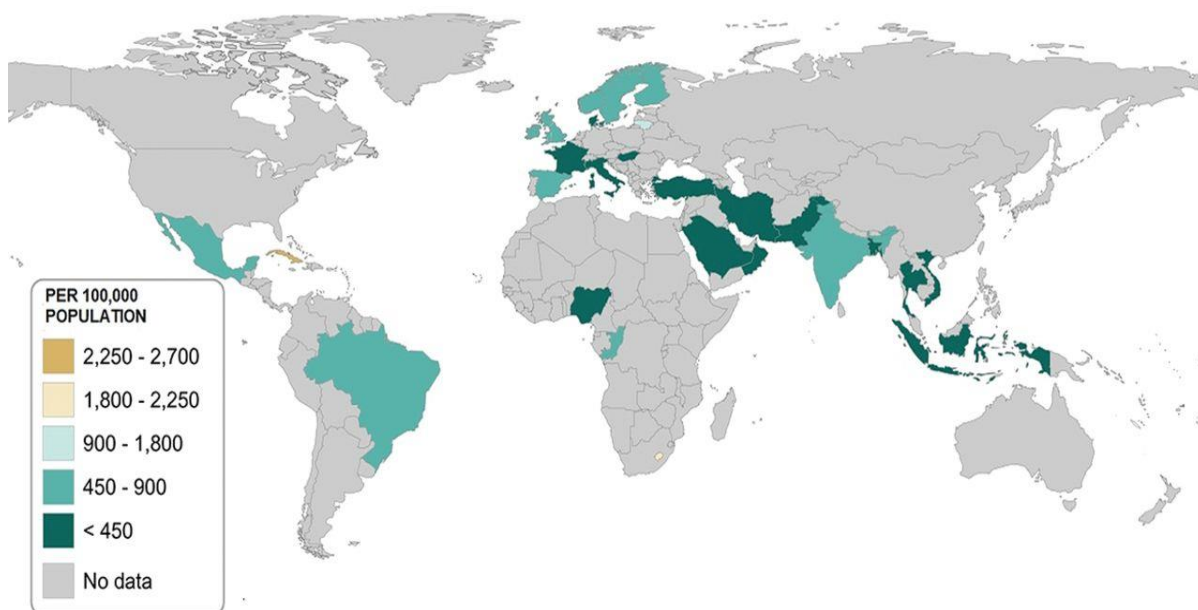 PER 100,000
POPULATION
2,250 - 2,700
1,800 - 2,250
900 - 1,800
450 - 900
< 450
No data